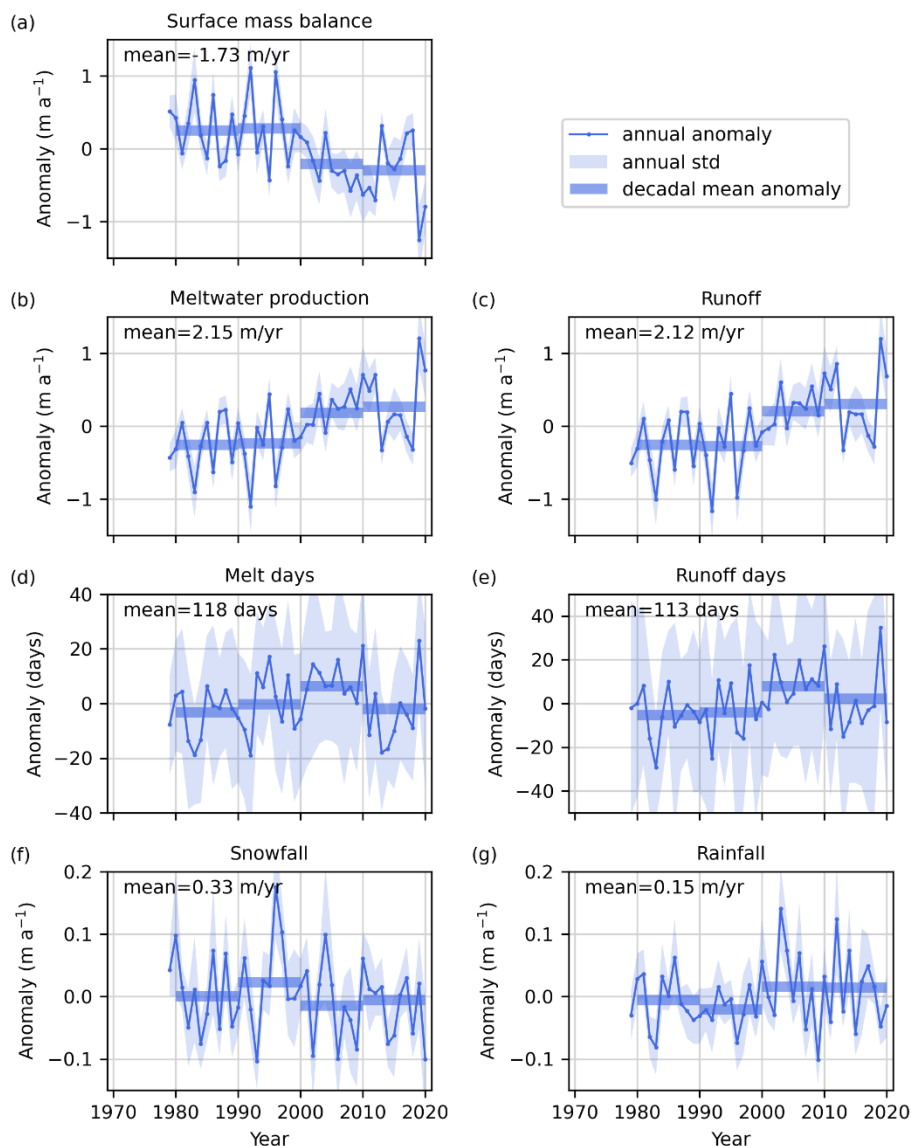 (a)
Surface mass balance
mean=-1.73 m/yr
Anomaly (m a⁻¹)
1
0
−1
annual anomaly
annual std
decadal mean anomaly
(b)
Meltwater production
mean=2.15 m/yr
Anomaly (m a⁻¹)
1
0
−1
(c)
Runoff
mean=2.12 m/yr
Anomaly (m a⁻¹)
1
0
−1
(d)
Melt days
mean=118 days
Anomaly (days)
40
20
0
−20
−40
(e)
Runoff days
mean=113 days
Anomaly (days)
40
20
0
−20
−40
(f)
Snowfall
mean=0.33 m/yr
Anomaly (m a⁻¹)
0.2
0.1
0.0
−0.1
1970 1980 1990 2000 2010 2020
Year
(g)
Rainfall
mean=0.15 m/yr
Anomaly (m a⁻¹)
0.2
0.1
0.0
−0.1
1970 1980 1990 2000 2010 2020
Year